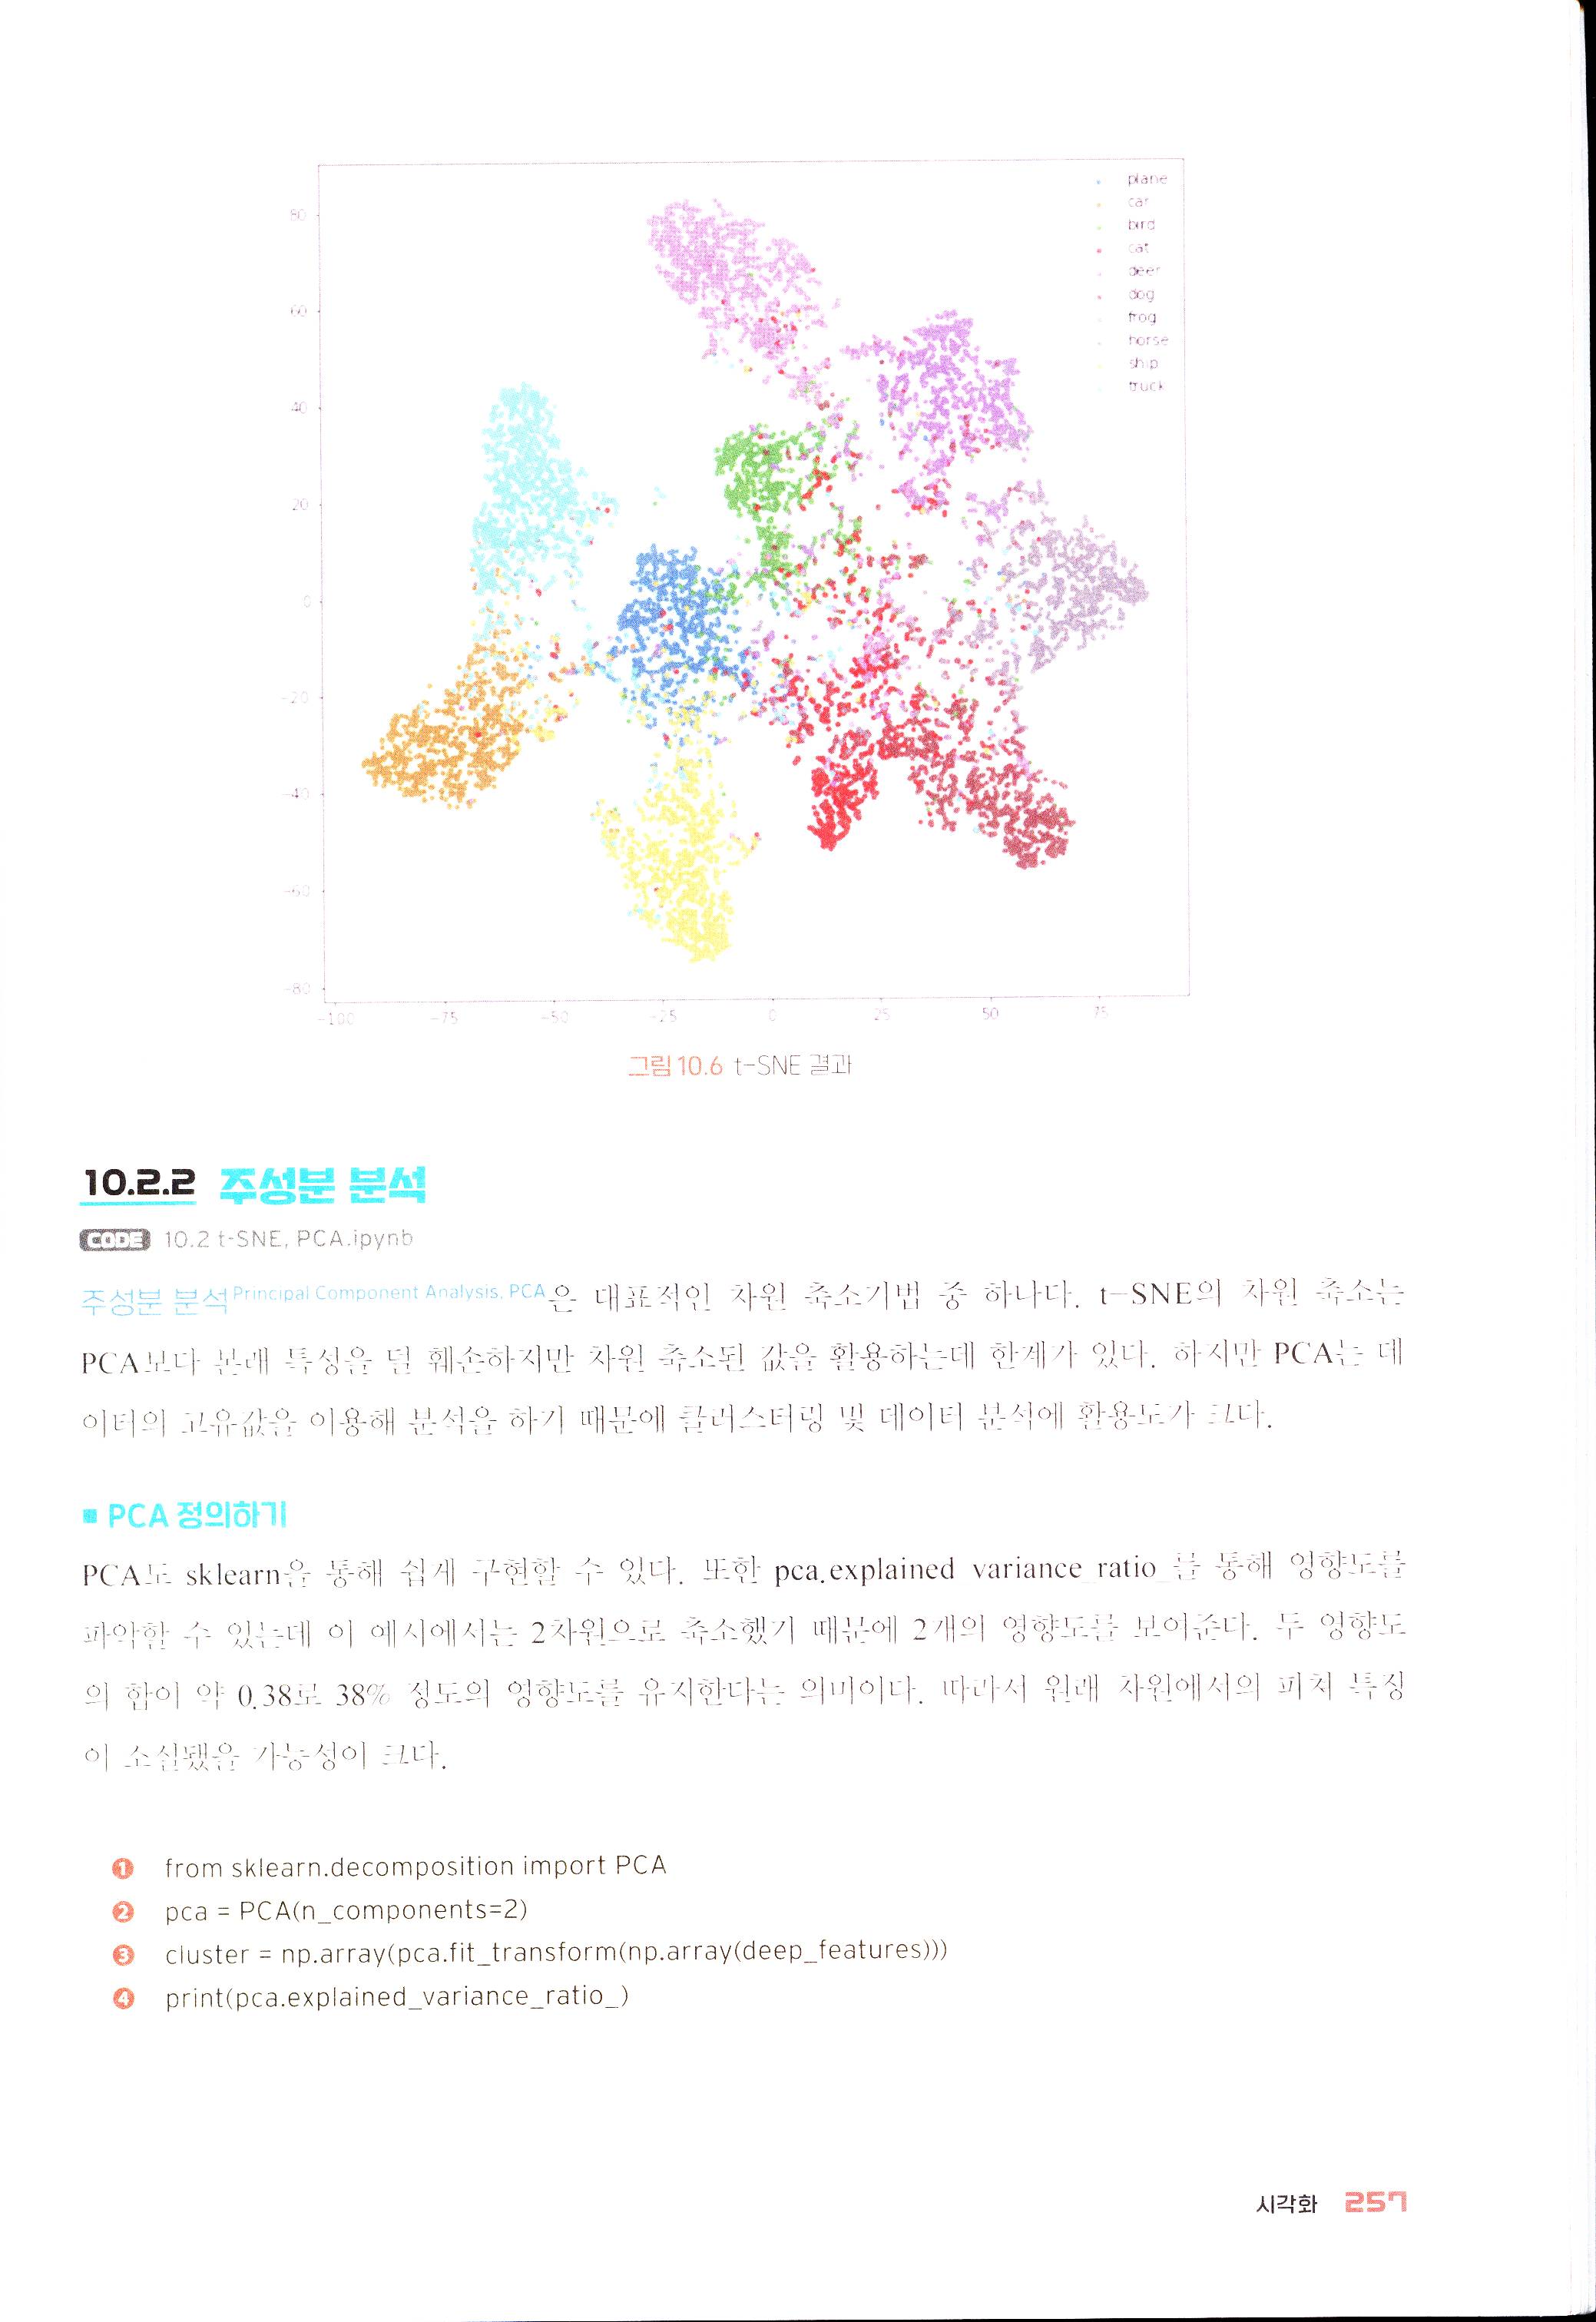 plane
car
bird
cat
deer
dog
frog
horse
ship
truck
80
60
40
20
0
-20
-40
-60
-80
-100 -75 -50 -25 0 25 50 75
그림 10.6 t-SNE 결과
10.2.2 주성분 분석
CODE 10.2 t-SNE, PCA.ipynb
주성분 분석Principal Component Analysis, PCA은 대표적인 차원 축소기법 중 하나다. t-SNE의 차원 축소는
PCA보다 본래 특성을 덜 훼손하지만 차원 축소된 값을 활용하는데 한계가 있다. 하지만 PCA는 데
이터의 고유값을 이용해 분석을 하기 때문에 클러스터링 및 데이터 분석에 활용도가 크다.
■ PCA 정의하기
PCA도 sklearn을 통해 쉽게 구현할 수 있다. 또한 pca.explained_variance_ratio_를 통해 영향도를
파악할 수 있는데 이 예시에서는 2차원으로 축소했기 때문에 2개의 영향도를 보여준다. 두 영향도
의 합이 약 0.38로 38% 정도의 영향도를 유지한다는 의미이다. 따라서 원래 차원에서의 피처 특징
이 소실됐을 가능성이 크다.
❶ from sklearn.decomposition import PCA
❷ pca = PCA(n_components=2)
❸ cluster = np.array(pca.fit_transform(np.array(deep_features)))
❹ print(pca.explained_variance_ratio_)
시각화 257